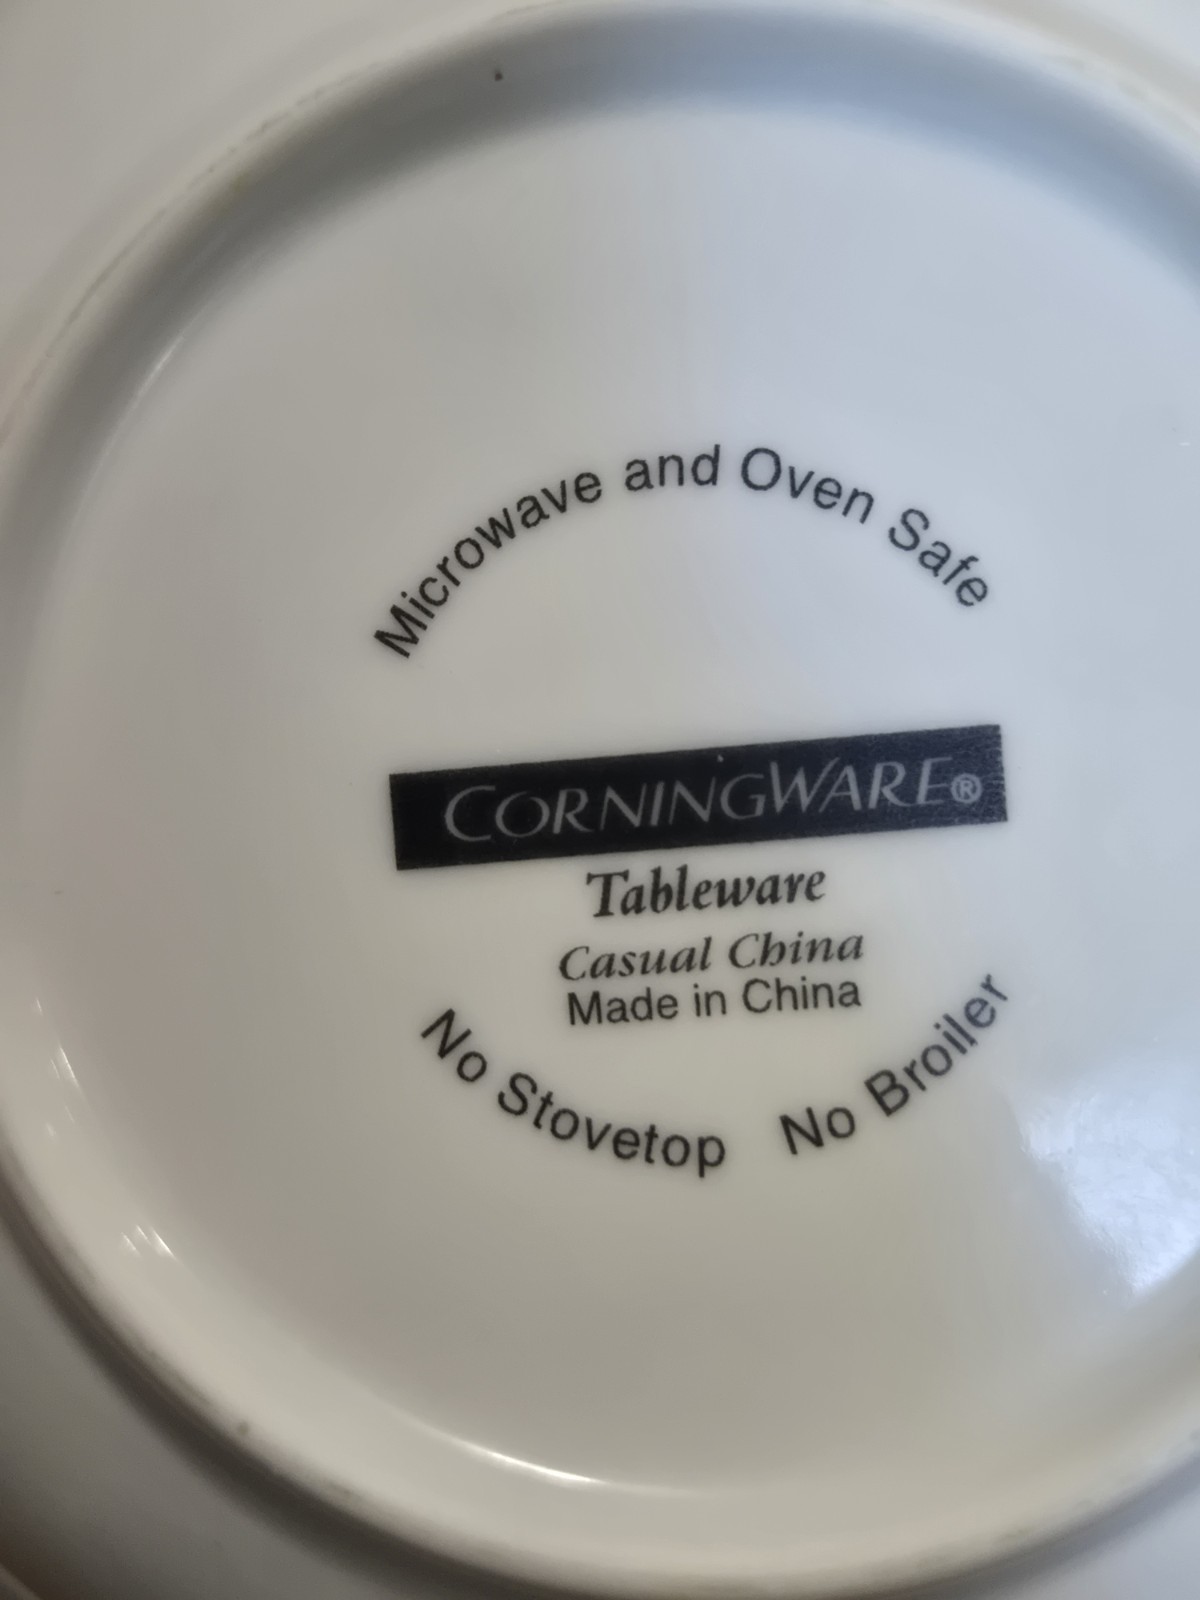 Microwave and Oven Safe
CORNINGWARE®
Tableware
Casual China
Made in China
No Stovetop No Broiler